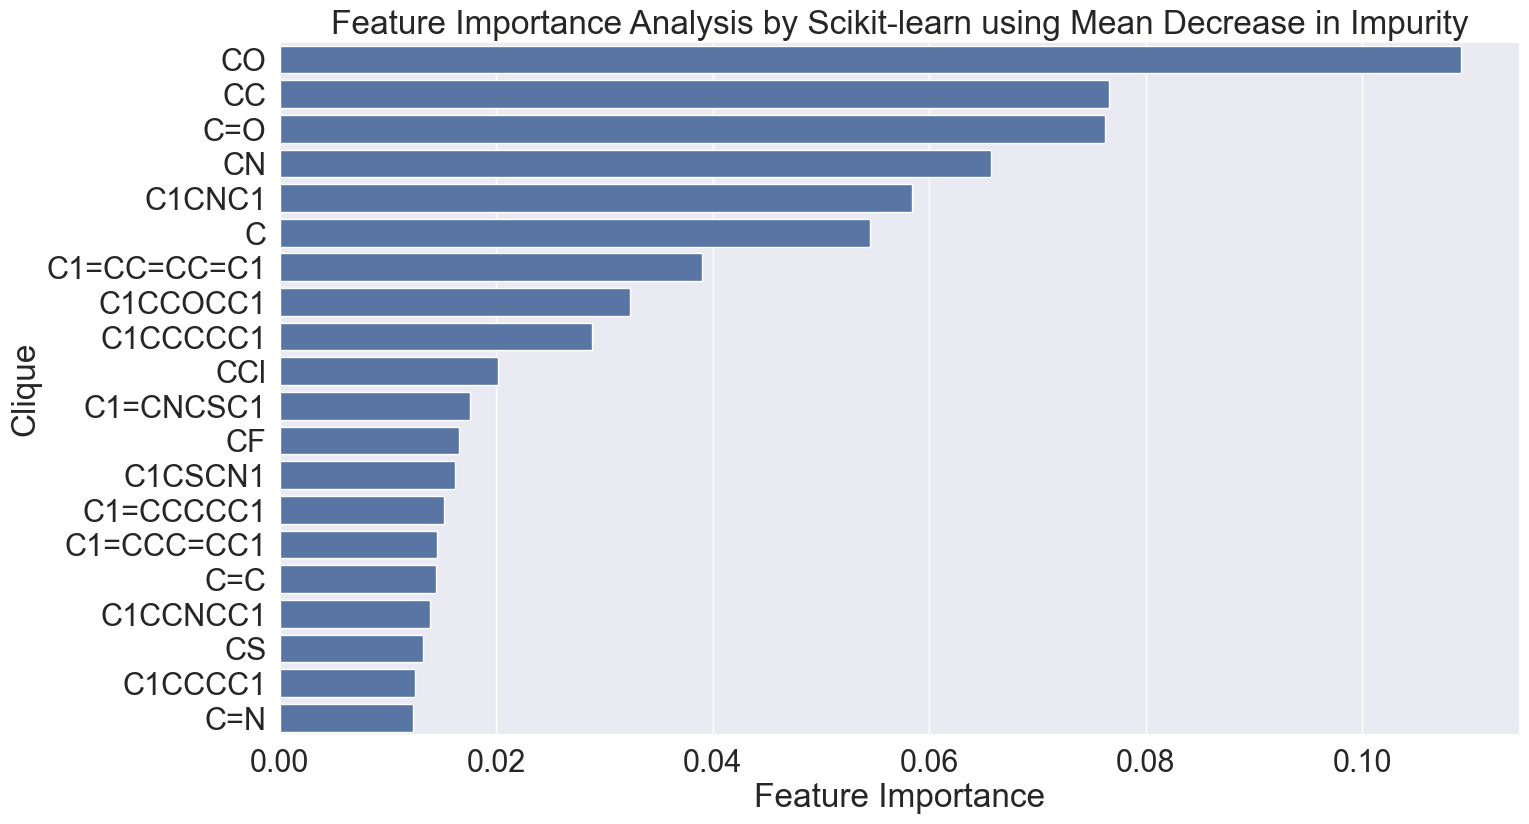 Feature Importance Analysis by Scikit-learn using Mean Decrease in Impurity
CO
CC
C=O
CN
C1CNC1
C
C1=CC=CC=C1
C1CCOCC1
C1CCCCC1
CCl
C1=CNCSC1
CF
C1CSCN1
C1=CCCCC1
C1=CCC=CC1
C=C
C1CCNCC1
CS
C1CCCC1
C=N
Clique
0.00 0.02 0.04 0.06 0.08 0.10
Feature Importance